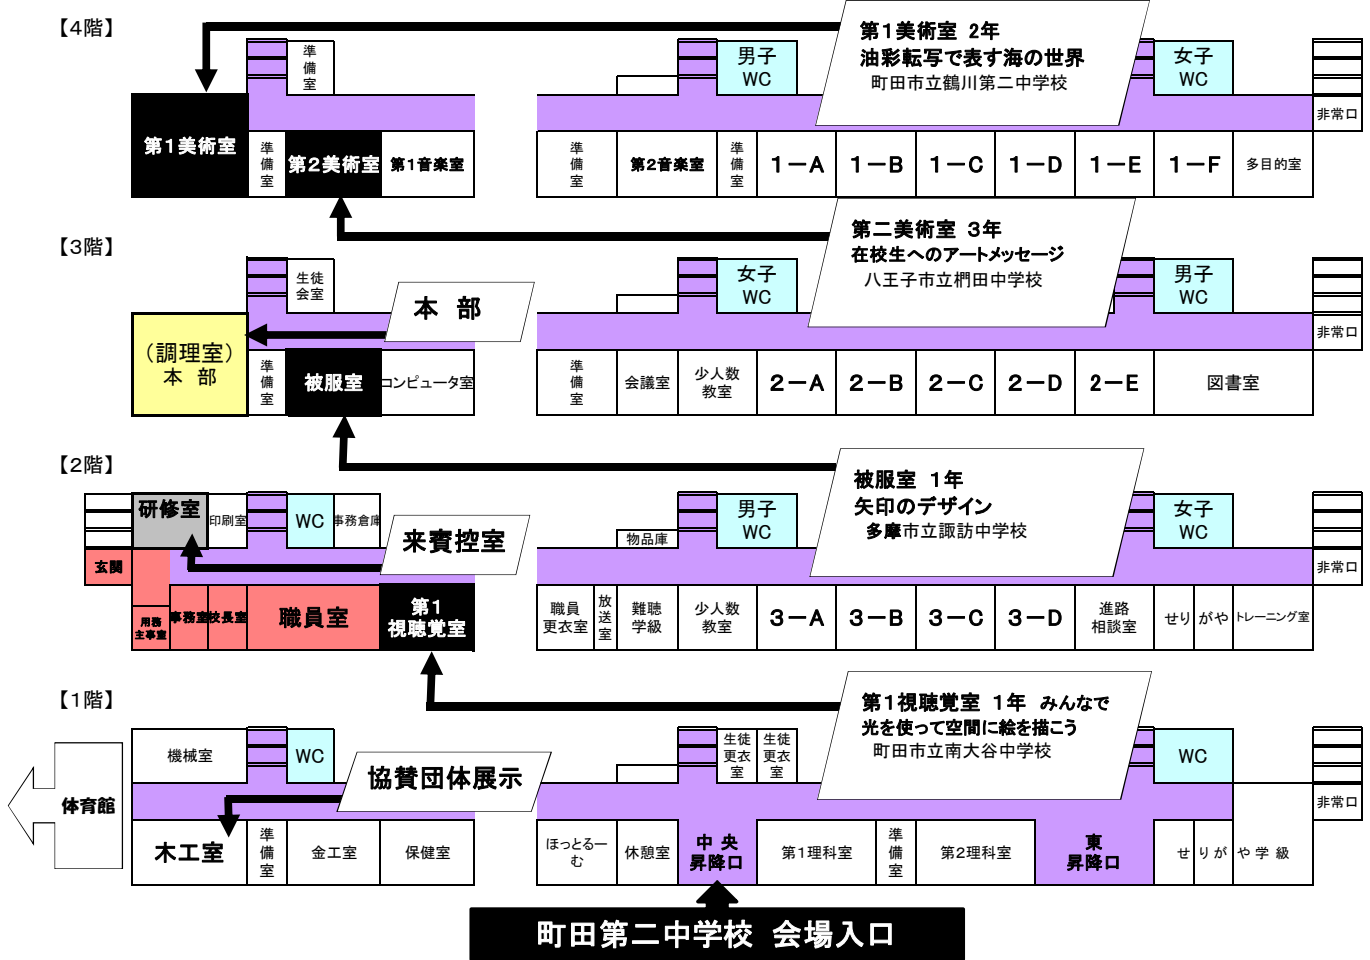 【4階】
準備室
男子
WC
第1美術室 2年
油彩転写で表す海の世界
町田市立鶴川第二中学校
女子
WC
非常口
第1美術室
準備室
第2美術室
第1音楽室
準備室
第2音楽室
準備室
1－A
1－B
1－C
1－D
1－E
1－F
多目的室
【3階】
生徒
会室
本 部
女子
WC
第二美術室 3年
在校生へのアートメッセージ
八王子市立椚田中学校
男子
WC
非常口
(調理室)
本 部
準備室
被服室
コンピュータ室
準備室
会議室
少人数
教室
2－A
2－B
2－C
2－D
2－E
図書室
【2階】
研修室
印刷室
WC
事務倉庫
来賓控室
物品庫
男子
WC
被服室 1年
矢印のデザイン
多摩市立諏訪中学校
女子
WC
非常口
玄関
用務
主事室
事務室
校長室
職員室
第1
視聴覚室
職員
更衣室
放送室
難聴
学級
少人数
教室
3－A
3－B
3－C
3－D
進路
相談室
せり
がや
トレーニング室
【1階】
機械室
WC
協賛団体展示
生徒
更衣
室
生徒
更衣
室
第1視聴覚室 1年 みんなで
光を使って空間に絵を描こう
町田市立南大谷中学校
WC
非常口
体育館
木工室
準備室
金工室
保健室
ほっとるー
む
休憩室
中 央
昇降口
第1理科室
準備室
第2理科室
東
昇降口
せ り が や 学 級
町田第二中学校 会場入口